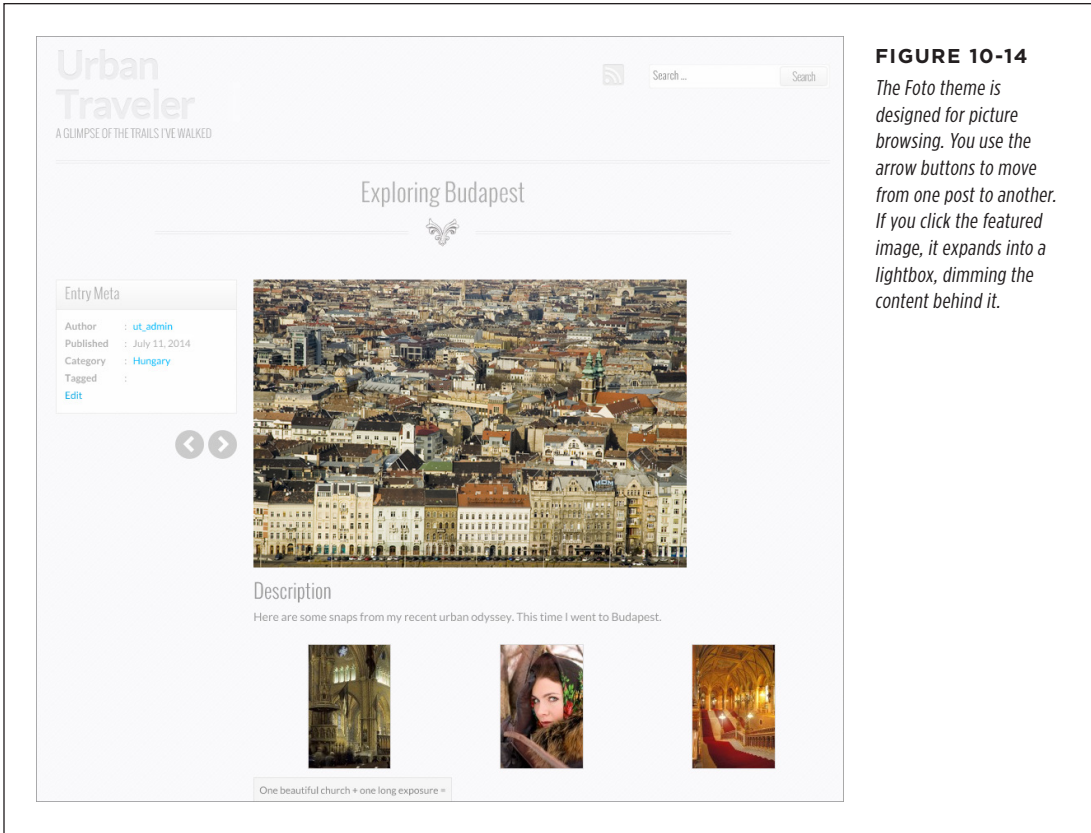 Urban
Traveler
A GLIMPSE OF THE TRAILS I'VE WALKED
Search ...
Search
Exploring Budapest
Entry Meta
Author : ut_admin
Published : July 11, 2014
Category : Hungary
Tagged :
Edit
MOM
Description
Here are some snaps from my recent urban odyssey. This time I went to Budapest.
One beautiful church + one long exposure =
FIGURE 10-14
The Foto theme is
designed for picture
browsing. You use the
arrow buttons to move
from one post to another.
If you click the featured
image, it expands into a
lightbox, dimming the
content behind it.